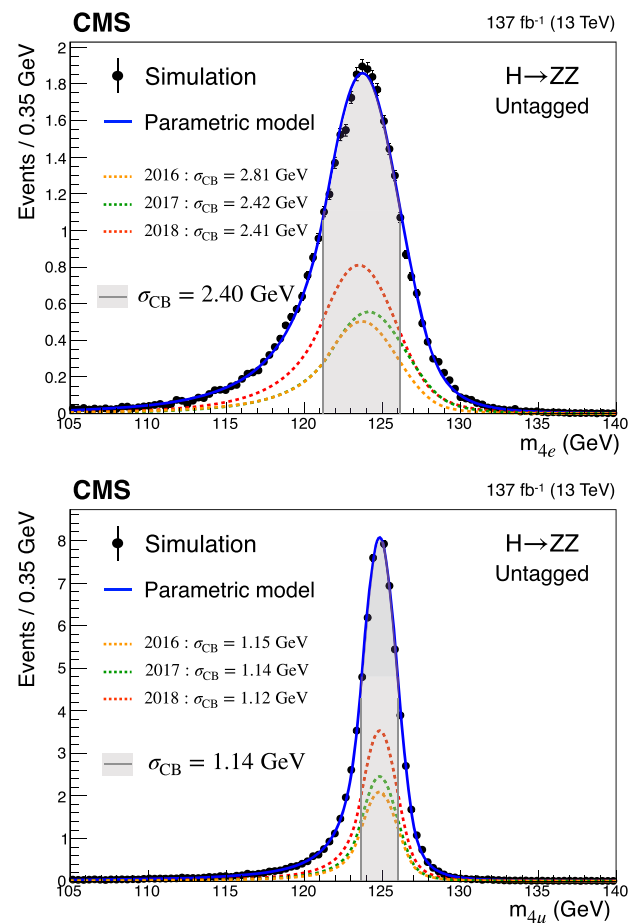 CMS
137 fb⁻¹ (13 TeV)
Events / 0.35 GeV
2
1.8
1.6
1.4
1.2
1
0.8
0.6
0.4
0.2
0
Simulation
Parametric model
2016 : σCB = 2.81 GeV
2017 : σCB = 2.42 GeV
2018 : σCB = 2.41 GeV
σCB = 2.40 GeV
H→ZZ
Untagged
105 110 115 120 125 130 135 140
m4e (GeV)
CMS
137 fb⁻¹ (13 TeV)
Events / 0.35 GeV
8
7
6
5
4
3
2
1
0
Simulation
Parametric model
2016 : σCB = 1.15 GeV
2017 : σCB = 1.14 GeV
2018 : σCB = 1.12 GeV
σCB = 1.14 GeV
H→ZZ
Untagged
105 110 115 120 125 130 135 140
m4μ (GeV)